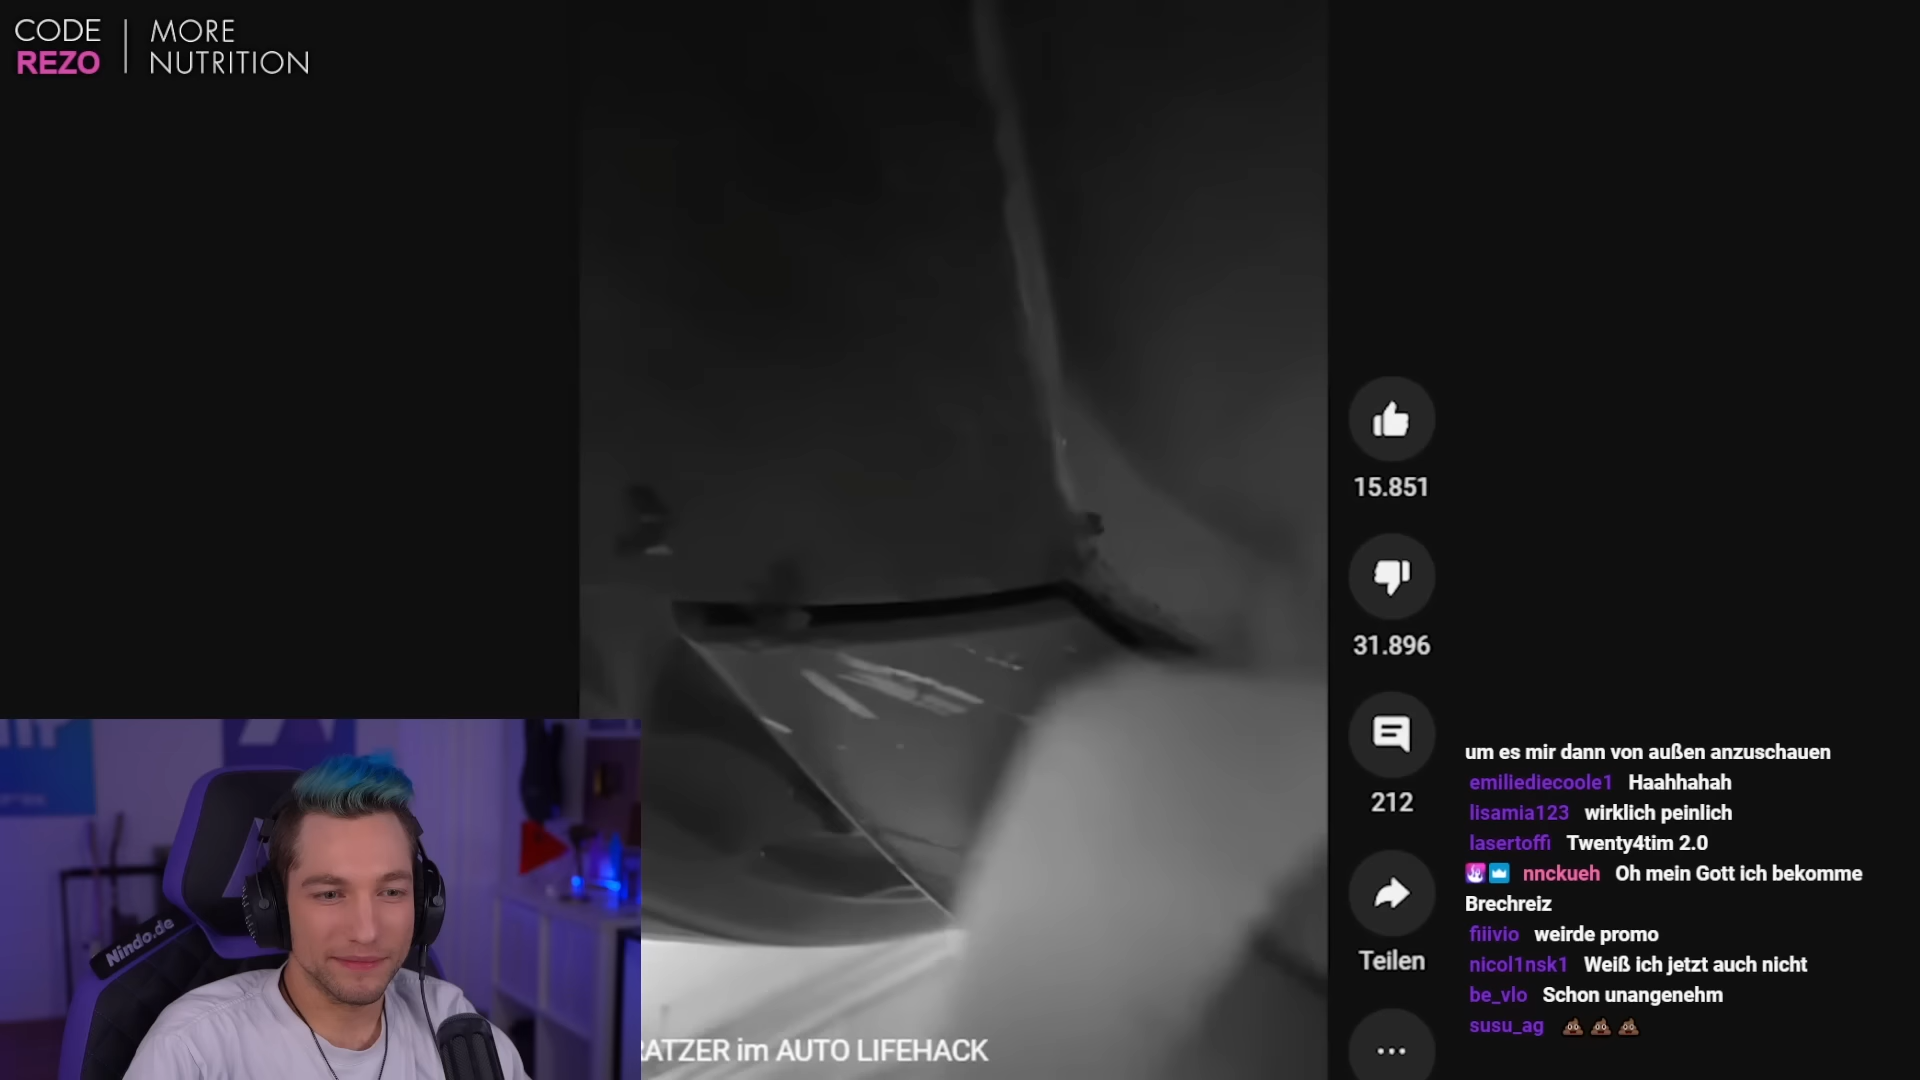 CODE
REZO
MORE
NUTRITION
15.851
31.896
212
Teilen
um es mir dann von außen anzuschauen
emiliediecoole1 Haahhahah
lisamia123 wirklich peinlich
lasertoffi Twenty4tim 2.0
nnckueh Oh mein Gott ich bekomme
Brechreiz
fiiivio weirde promo
nicol1nsk1 Weiß ich jetzt auch nicht
be_vlo Schon unangenehm
susu_ag 💩 💩 💩
Nindo.de
RATZER im AUTO LIFEHACK